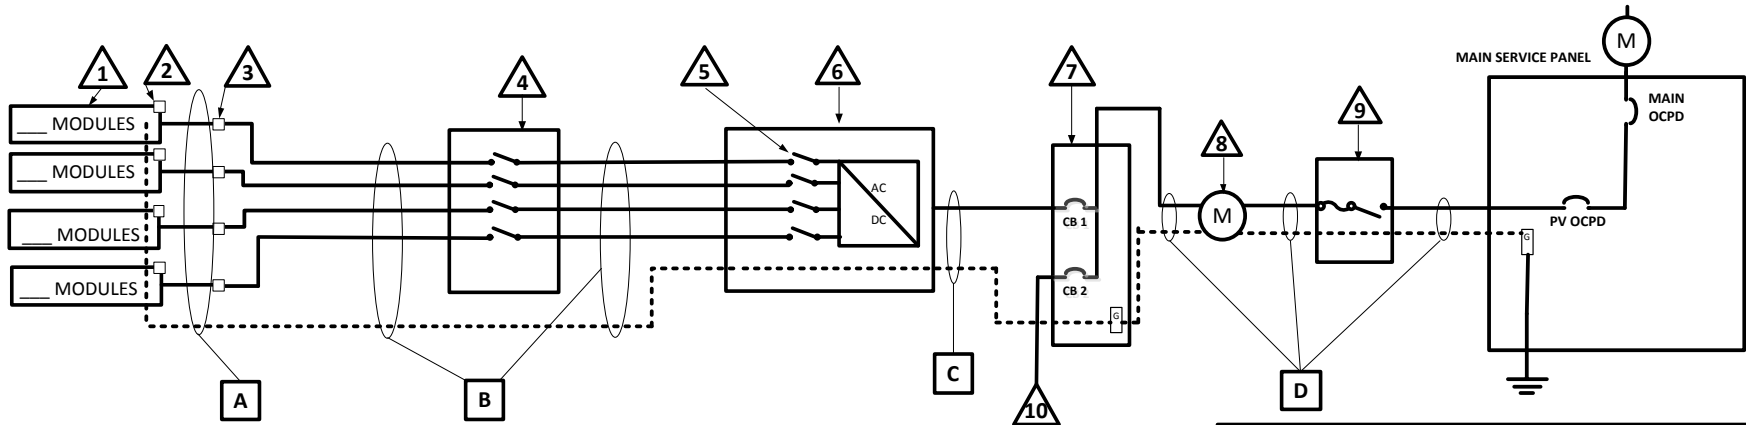 1
2
3
4
5
6
7
8
9
10
M
MAIN SERVICE PANEL
MAIN
OCPD
___ MODULES
___ MODULES
___ MODULES
___ MODULES
AC
DC
CB 1
CB 2
G
M
PV OCPD
G
A
B
C
D